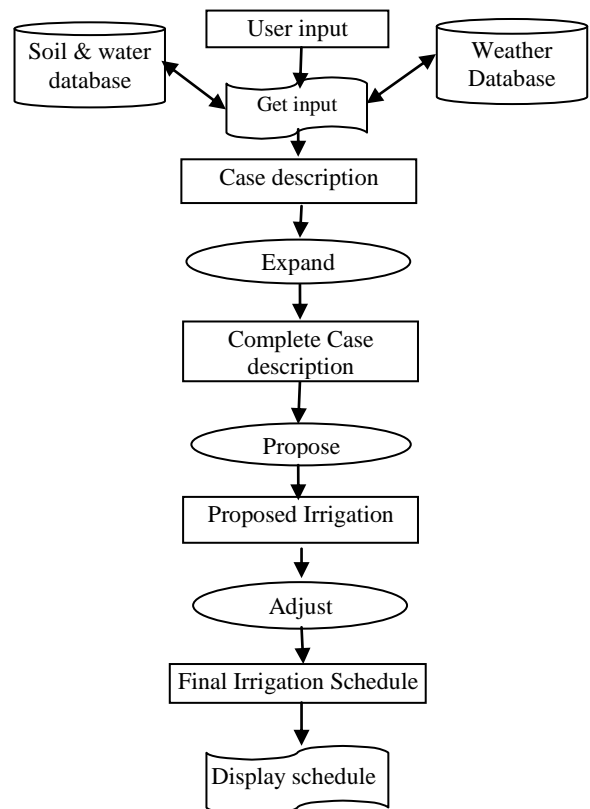 User input
Soil & water
database
Weather
Database
Get input
Case description
Expand
Complete Case
description
Propose
Proposed Irrigation
Adjust
Final Irrigation Schedule
Display schedule